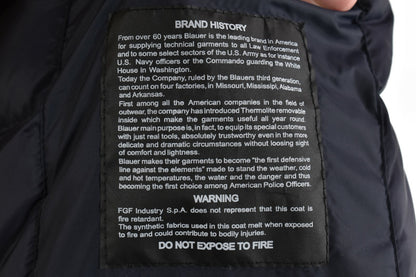 BRAND HISTORY
From over 60 years Blauer is the leading brand in America
for supplying technical garments to all Law Enforcement
and to some select sectors of the U.S. Army as for instance
U.S. Navy officers or the Commando guarding the White
House in Washington.
Today the Company, ruled by the Blauers third generation,
can count on four factories, in Missouri, Mississipi, Alabama
and Arkansas.
First among all the American companies in the field of
outwear, the company has introduced Thermolite removable
inside which make the garments useful all year round.
Blauer main purpose is, in fact, to equip its special customers
with just real tools, absolutely trustworthy even in the more
delicate and dramatic circumstances without loosing sight
of comfort and lightness.
Blauer makes their garments to become "the first defensive
line against the elements" made to stand the weather, cold
and hot temperatures, the water and the danger and thus
becoming the first choice among American Police Officers.
WARNING
FGF Industry S.p.A. does not represent that this coat is
fire retardant.
The synthetic fabrics used in this coat melt when exposed
to fire and could contribute to bodily injuries.
DO NOT EXPOSE TO FIRE